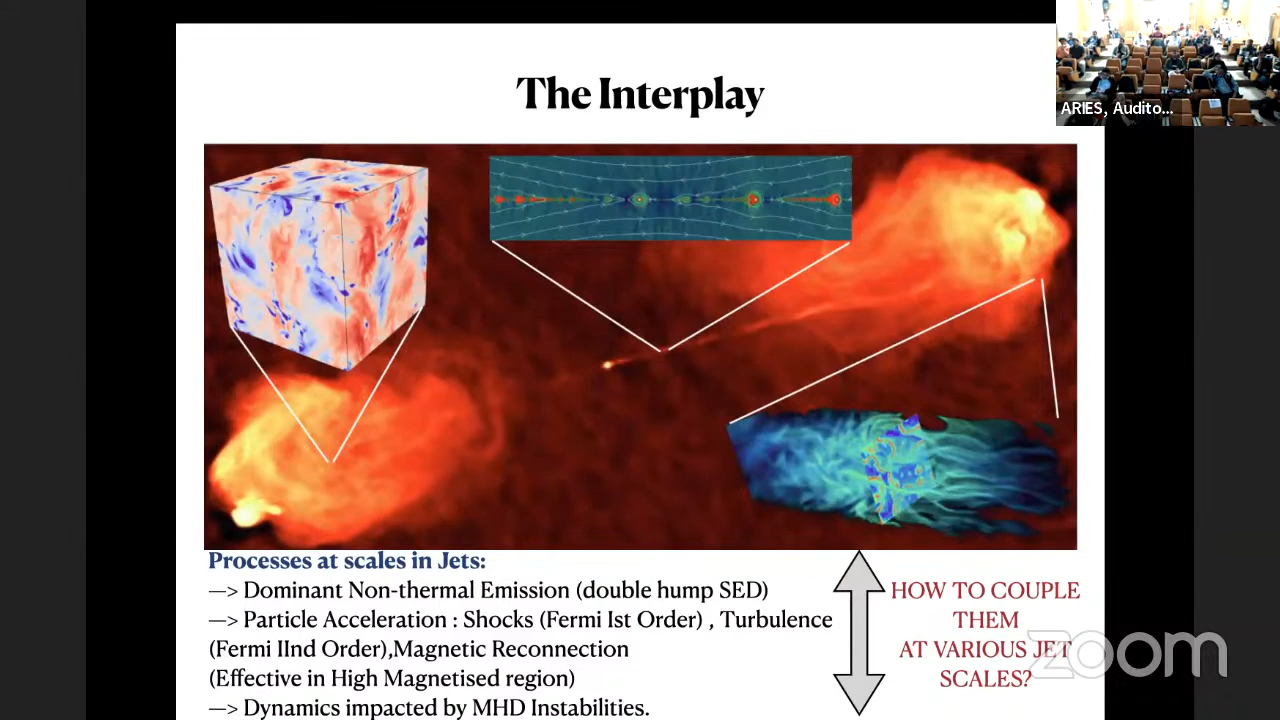 The Interplay
ARIES, Audito...
Processes at scales in Jets:
—> Dominant Non-thermal Emission (double hump SED)
—> Particle Acceleration : Shocks (Fermi Ist Order) , Turbulence
(Fermi IInd Order),Magnetic Reconnection
(Effective in High Magnetised region)
—> Dynamics impacted by MHD Instabilities.
HOW TO COUPLE
THEM
AT VARIOUS JET
SCALES?
zoom